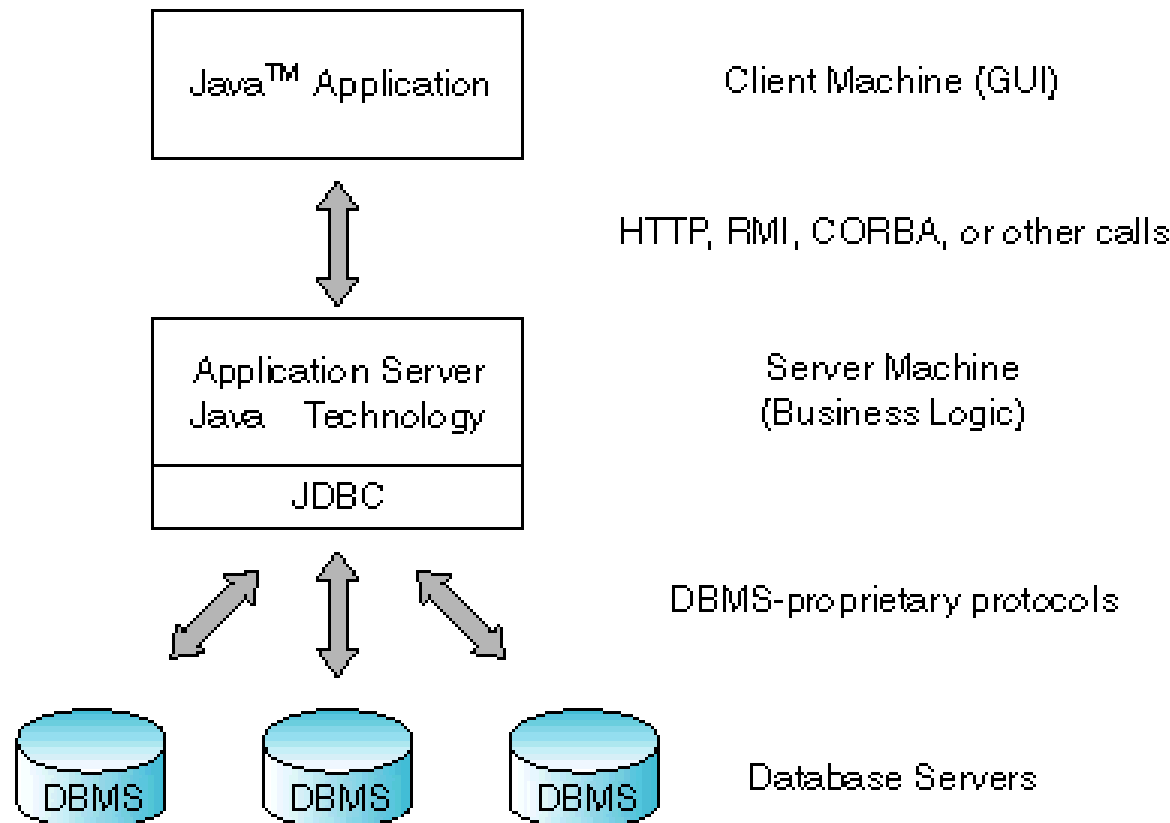 Java™ Application
Client Machine (GUI)
HTTP, RMI, CORBA, or other calls
Application Server
Java Technology
Server Machine
(Business Logic)
JDBC
DBMS-proprietary protocols
DBMS
DBMS
DBMS
Database Servers